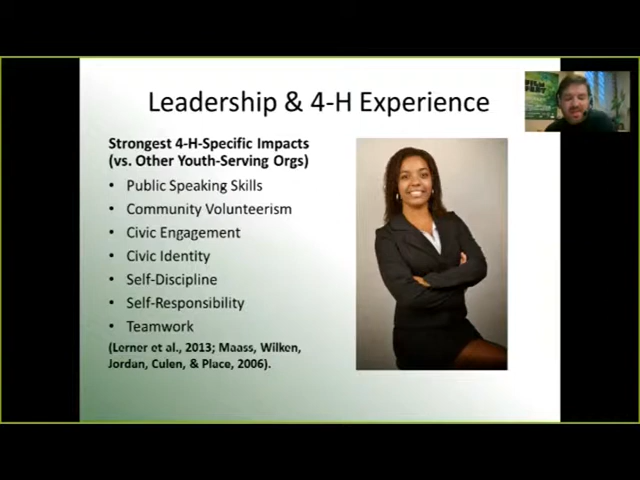 Leadership & 4-H Experience
Strongest 4-H-Specific Impacts
(vs. Other Youth-Serving Orgs)
• Public Speaking Skills
• Community Volunteerism
• Civic Engagement
• Civic Identity
• Self-Discipline
• Self-Responsibility
• Teamwork
(Lerner et al., 2013; Maass, Wilken,
Jordan, Culen, & Place, 2006).
FILM